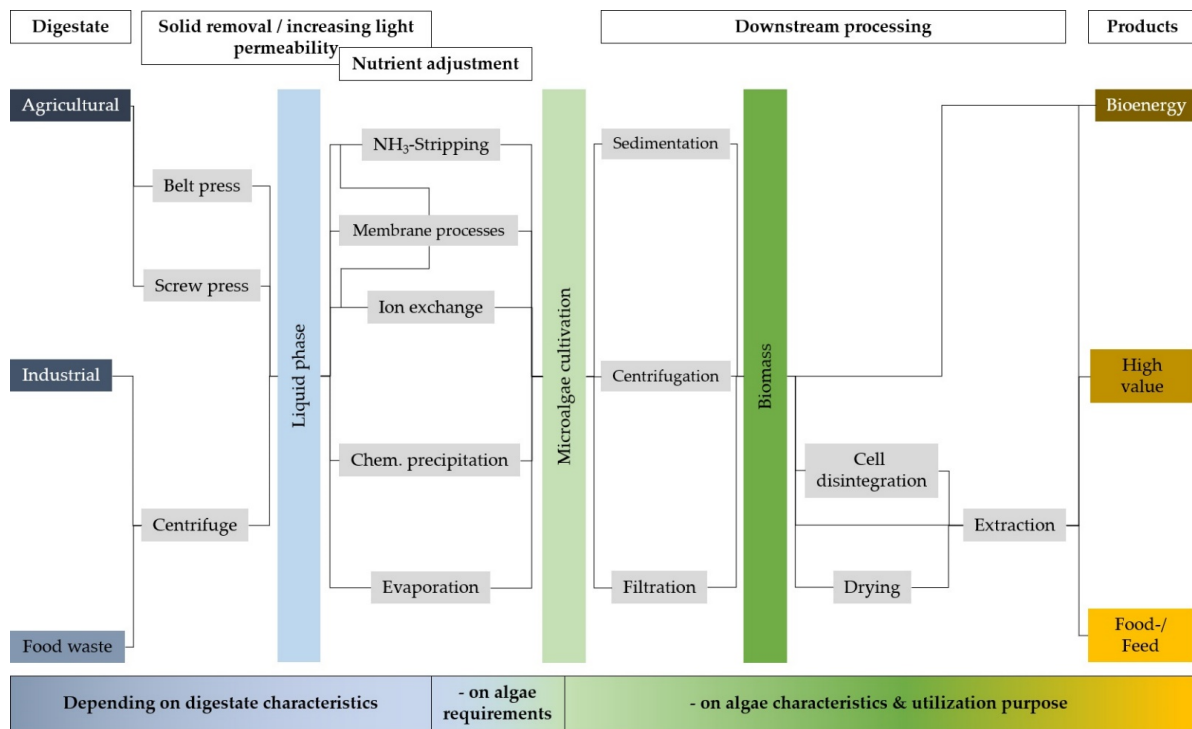 Digestate
Solid removal / increasing light
permeability
Nutrient adjustment
Downstream processing
Products
Agricultural
Belt press
Screw press
Industrial
Centrifuge
Food waste
Liquid phase
NH₃-Stripping
Membrane processes
Ion exchange
Chem. precipitation
Evaporation
Microalgae cultivation
Sedimentation
Centrifugation
Filtration
Biomass
Cell
disintegration
Drying
Extraction
Bioenergy
High
value
Food-/
Feed
Depending on digestate characteristics
- on algae
requirements
- on algae characteristics & utilization purpose